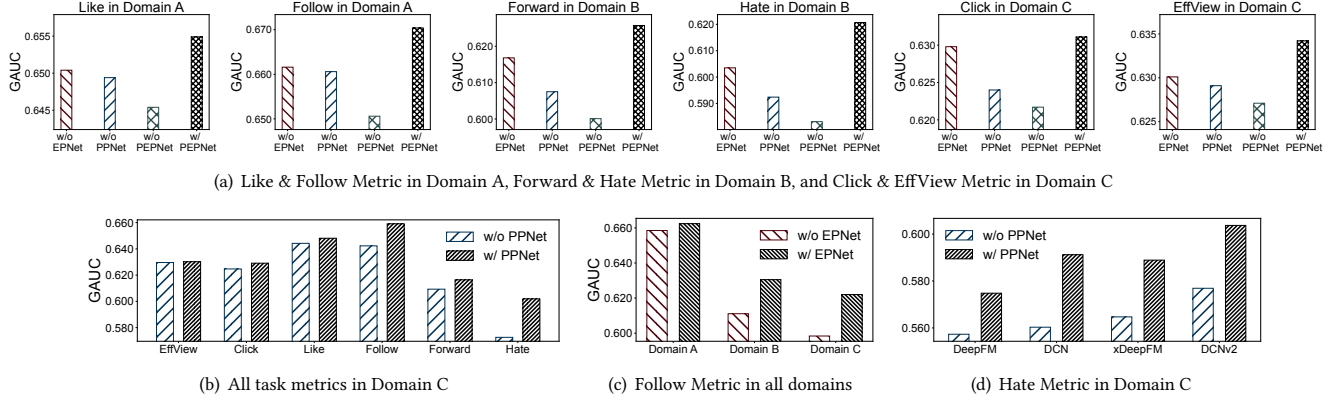 Like in Domain A
GAUC
0.655
0.650
0.645
w/o EPNet
w/o PPNet
w/o PEPNet
w/ PEPNet
Follow in Domain A
GAUC
0.670
0.660
0.650
w/o EPNet
w/o PPNet
w/o PEPNet
w/ PEPNet
Forward in Domain B
GAUC
0.620
0.610
0.600
w/o EPNet
w/o PPNet
w/o PEPNet
w/ PEPNet
Hate in Domain B
GAUC
0.620
0.610
0.600
0.590
w/o EPNet
w/o PPNet
w/o PEPNet
w/ PEPNet
Click in Domain C
GAUC
0.630
0.625
0.620
w/o EPNet
w/o PPNet
w/o PEPNet
w/ PEPNet
EffView in Domain C
GAUC
0.635
0.630
0.625
w/o EPNet
w/o PPNet
w/o PEPNet
w/ PEPNet
(a) Like & Follow Metric in Domain A, Forward & Hate Metric in Domain B, and Click & EffView Metric in Domain C
GAUC
0.660
0.640
0.620
0.600
0.580
w/o PPNet
w/ PPNet
EffView Click Like Follow Forward Hate
(b) All task metrics in Domain C
GAUC
0.660
0.640
0.620
0.600
w/o EPNet
w/ EPNet
Domain A Domain B Domain C
(c) Follow Metric in all domains
GAUC
0.600
0.580
0.560
w/o PPNet
w/ PPNet
DeepFM DCN xDeepFM DCNv2
(d) Hate Metric in Domain C